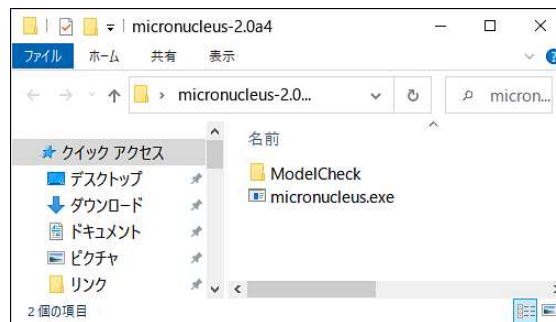 micronucleus-2.0a4
ファイル ホーム 共有 表示
micronucleus-2.0... micron...
名前
クイック アクセス
デスクトップ
ダウンロード
ドキュメント
ピクチャ
リンク
ModelCheck
micronucleus.exe
2 個の項目